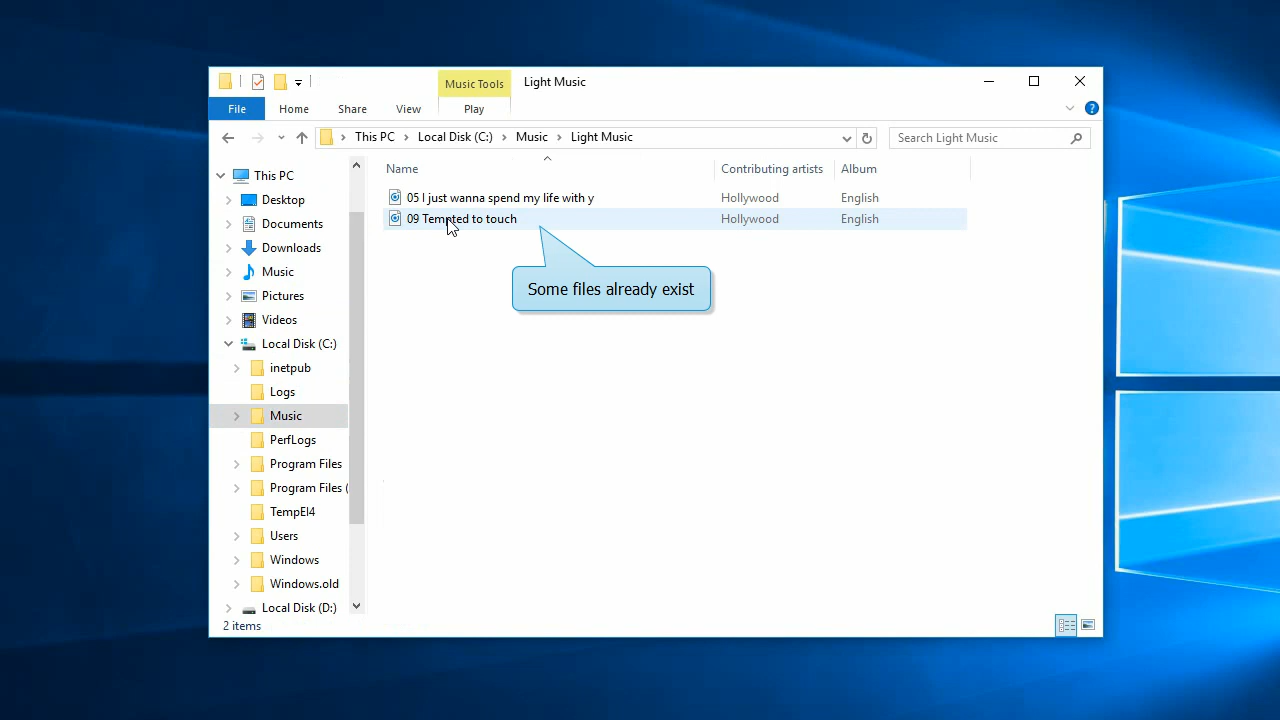 Music Tools Light Music
File Home Share View Play
This PC Local Disk (C:) Music Light Music Search Light Music
Name Contributing artists Album
05 I just wanna spend my life with y Hollywood English
09 Tempted to touch Hollywood English
Some files already exist
This PC
Desktop
Documents
Downloads
Music
Pictures
Videos
Local Disk (C:)
inetpub
Logs
Music
PerfLogs
Program Files
Program Files (
TempEI4
Users
Windows
Windows.old
Local Disk (D:)
2 items